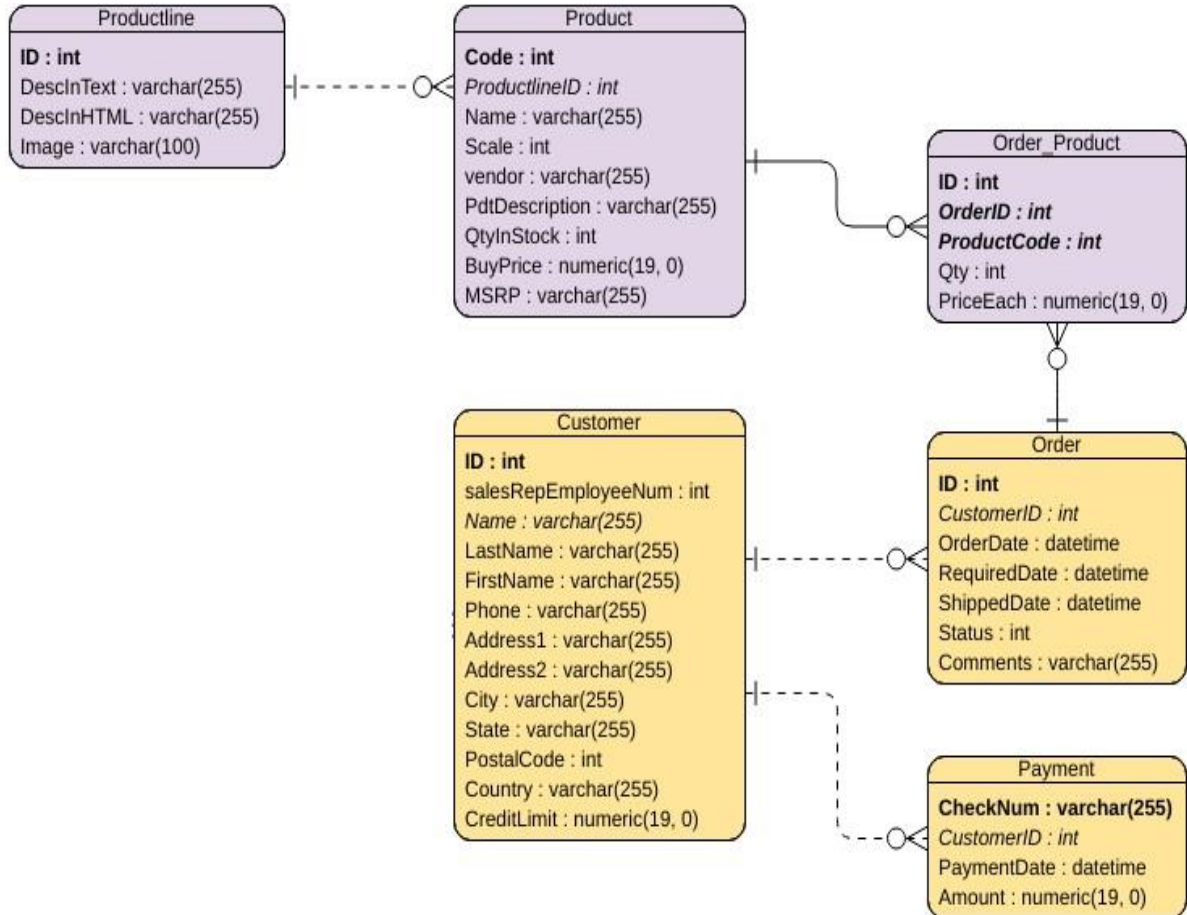 Productline
ID : int
DescInText : varchar(255)
DescInHTML : varchar(255)
Image : varchar(100)
Product
Code : int
ProductlineID : int
Name : varchar(255)
Scale : int
vendor : varchar(255)
PdtDescription : varchar(255)
QtyInStock : int
BuyPrice : numeric(19, 0)
MSRP : varchar(255)
Order_Product
ID : int
OrderID : int
ProductCode : int
Qty : int
PriceEach : numeric(19, 0)
Customer
ID : int
salesRepEmployeeNum : int
Name : varchar(255)
LastName : varchar(255)
FirstName : varchar(255)
Phone : varchar(255)
Address1 : varchar(255)
Address2 : varchar(255)
City : varchar(255)
State : varchar(255)
PostalCode : int
Country : varchar(255)
CreditLimit : numeric(19, 0)
Order
ID : int
CustomerID : int
OrderDate : datetime
RequiredDate : datetime
ShippedDate : datetime
Status : int
Comments : varchar(255)
Payment
CheckNum : varchar(255)
CustomerID : int
PaymentDate : datetime
Amount : numeric(19, 0)